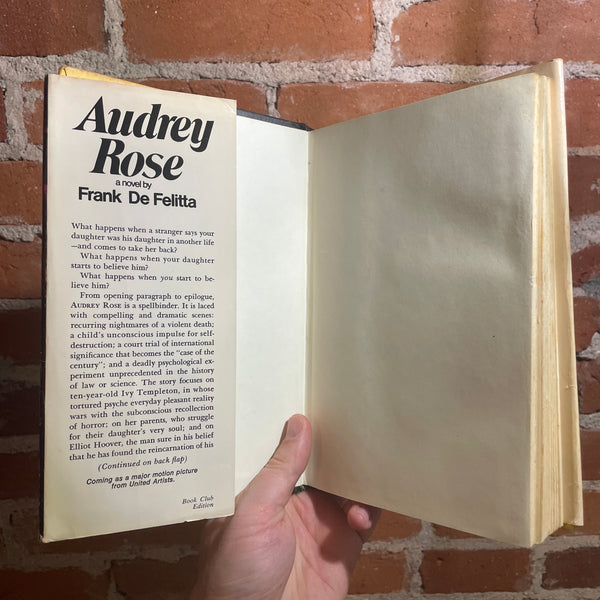 Audrey
Rose
a novel by
Frank De Felitta
What happens when a stranger says your
daughter was his daughter in another life
—and comes to take her back?
What happens when your daughter
starts to believe him?
What happens when you start to be-
lieve him?
From opening paragraph to epilogue,
AUDREY ROSE is a spellbinder. It is laced
with compelling and dramatic scenes:
recurring nightmares of a violent death;
a child's unconscious impulse for self-
destruction; a court trial of international
significance that becomes the "case of the
century"; and a deadly psychological ex-
periment unprecedented in the history
of law or science. The story focuses on
ten-year-old Ivy Templeton, in whose
tortured psyche everyday pleasant reality
wars with the subconscious recollection
of horror; on her parents, who struggle
for their daughter's very soul; and on
Elliot Hoover, the man sure in his belief
that he has found the reincarnation of his
(Continued on back flap)
Coming as a major motion picture
from United Artists.
Book Club
Edition